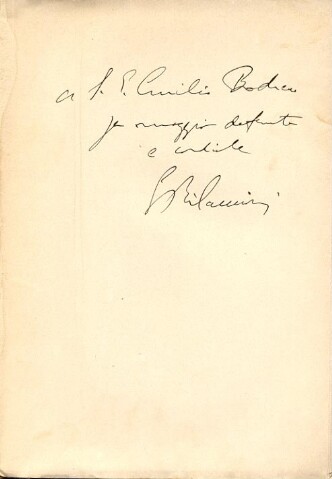 a S. E. Emilio Bodrero
per omaggio deferente
e cordiale